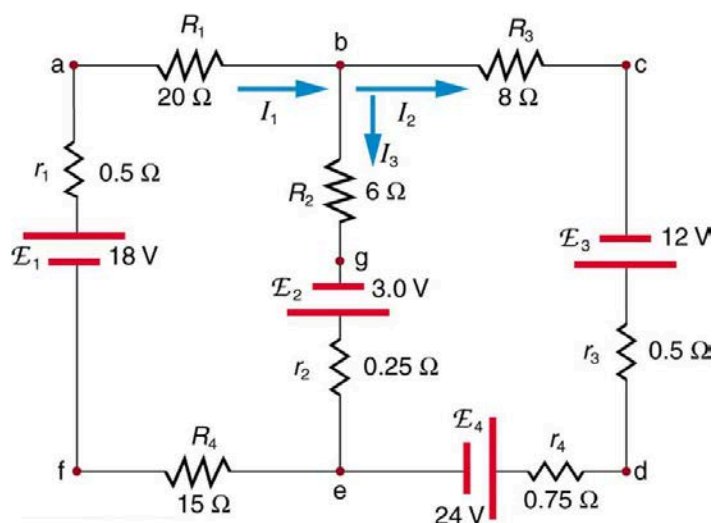 R₁
b
R₃
a
c
20 Ω
I₁
I₂
8 Ω
I₃
r₁
0.5 Ω
R₂
6 Ω
ℰ₁
18 V
g
ℰ₂
3.0 V
ℰ₃
12 V
r₂
0.25 Ω
r₃
0.5 Ω
R₄
ℰ₄
r₄
f
15 Ω
e
d
24 V
0.75 Ω